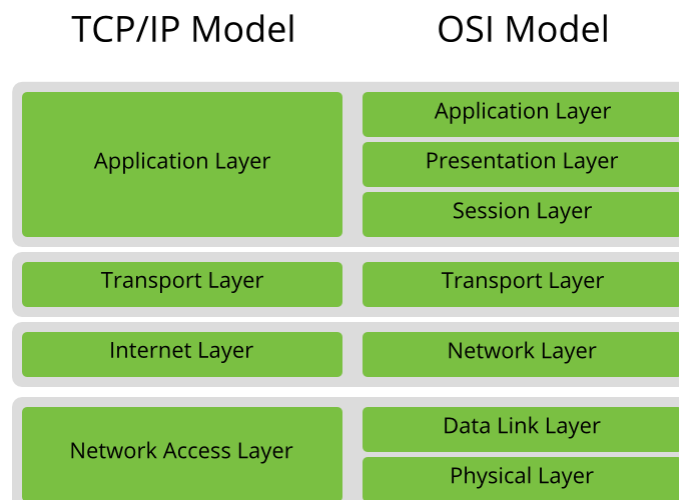 TCP/IP Model
OSI Model
Application Layer
Application Layer
Presentation Layer
Session Layer
Transport Layer
Transport Layer
Internet Layer
Network Layer
Network Access Layer
Data Link Layer
Physical Layer